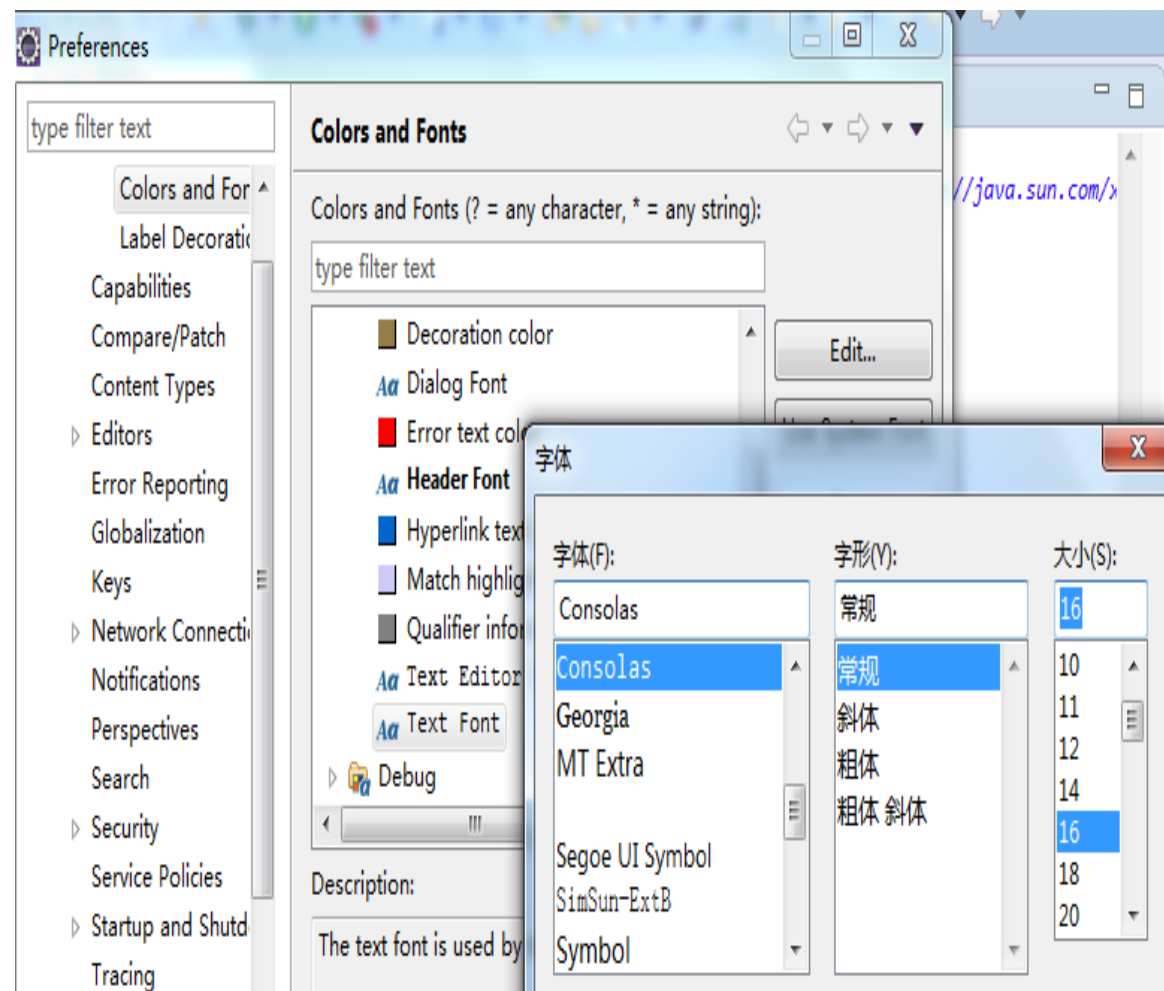 Preferences
type filter text
Colors and For
Label Decoratic
Capabilities
Compare/Patch
Content Types
Editors
Error Reporting
Globalization
Keys
Network Connecti
Notifications
Perspectives
Search
Security
Service Policies
Startup and Shutd
Tracing
Colors and Fonts
Colors and Fonts (? = any character, * = any string):
type filter text
Decoration color
Dialog Font
Error text colo
Header Font
Hyperlink text
Match highlig
Qualifier infor
Text Editor
Text Font
Debug
Edit...
Description:
The text font is used by
//java.sun.com/x
字体
字体(F):
Consolas
Consolas
Georgia
MT Extra
Segoe UI Symbol
SimSun-ExtB
Symbol
字形(Y):
常规
常规
斜体
粗体
粗体 斜体
大小(S):
16
10
11
12
14
16
18
20